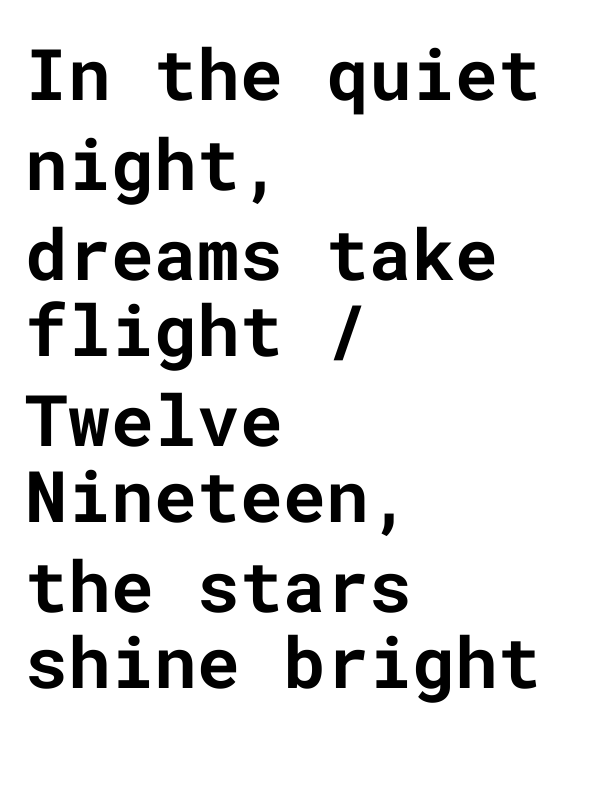 In the quiet
night,
dreams take
flight /
Twelve
Nineteen,
the stars
shine bright